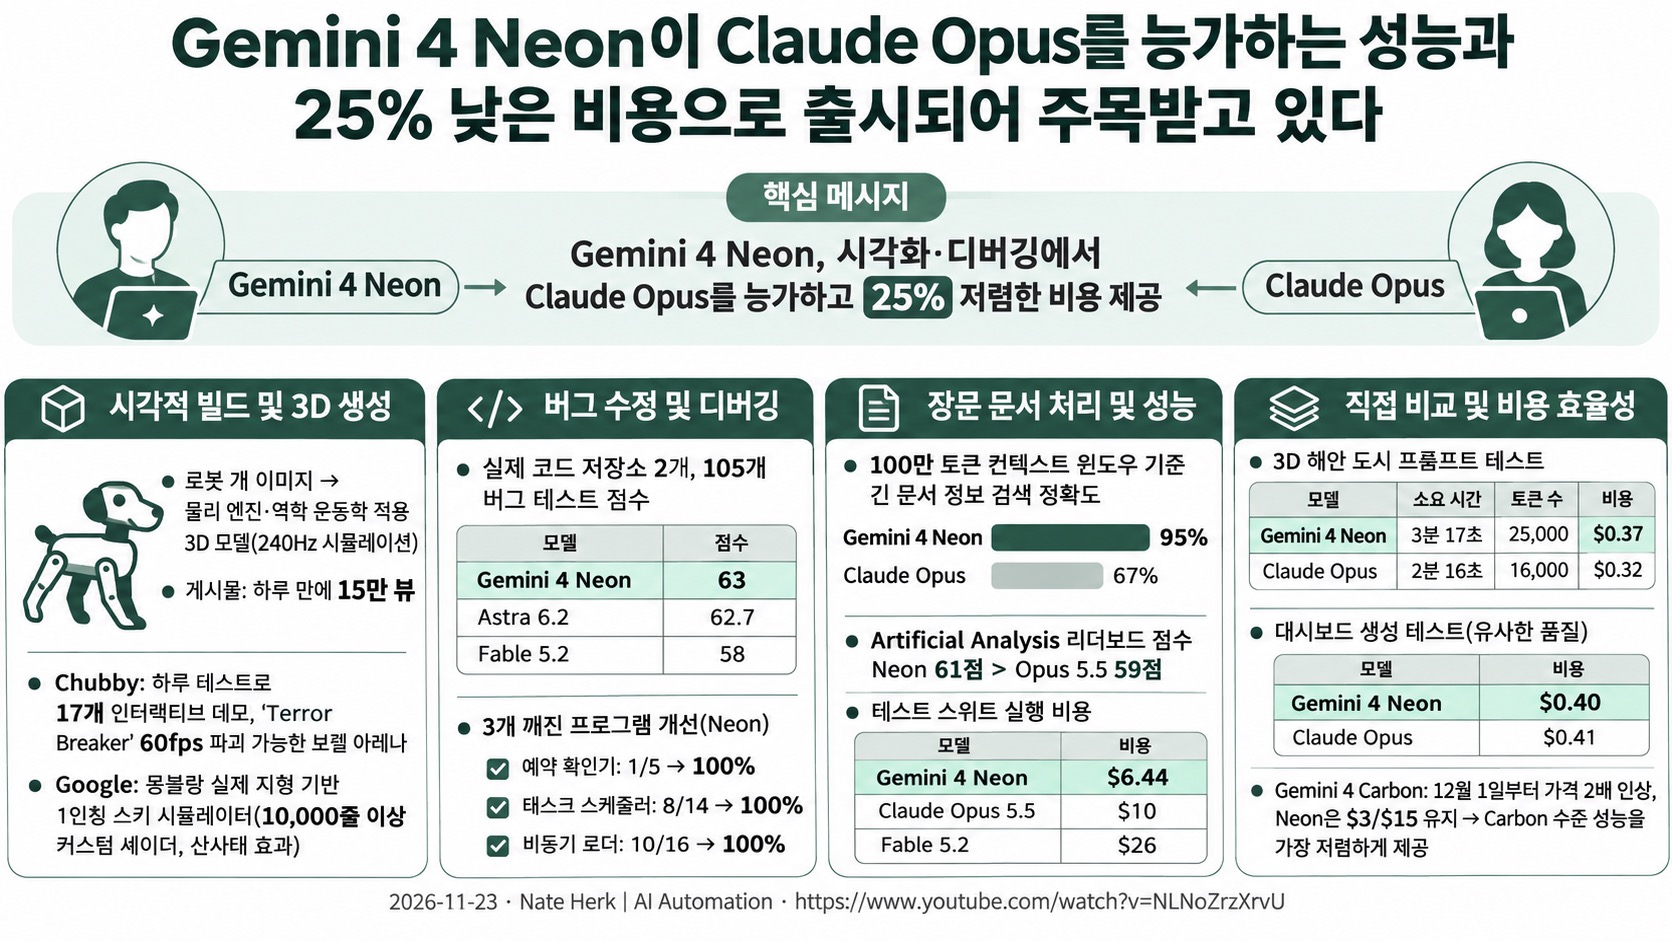 Gemini 4 Neon이 Claude Opus를 능가하는 성능과
25% 낮은 비용으로 출시되어 주목받고 있다
핵심 메시지
Gemini 4 Neon, 시각화·디버깅에서
Claude Opus를 능가하고 25% 저렴한 비용 제공
Gemini 4 Neon
Claude Opus
시각적 빌드 및 3D 생성
• 로봇 개 이미지 →
물리 엔진·역학 운동학 적용
3D 모델(240Hz 시뮬레이션)
• 게시물: 하루 만에 15만 뷰
• Chubby: 하루 테스트로
17개 인터랙티브 데모, ‘Terror
Breaker’ 60fps 파괴 가능한 보렐 아레나
• Google: 몽블랑 실제 지형 기반
1인칭 스키 시뮬레이터(10,000줄 이상
커스텀 셰이더, 산사태 효과)
</> 버그 수정 및 디버깅
• 실제 코드 저장소 2개, 105개
버그 테스트 점수
모델 점수
Gemini 4 Neon 63
Astra 6.2 62.7
Fable 5.2 58
• 3개 깨진 프로그램 개선(Neon)
예약 확인기: 1/5 → 100%
태스크 스케줄러: 8/14 → 100%
비동기 로더: 10/16 → 100%
장문 문서 처리 및 성능
• 100만 토큰 컨텍스트 윈도우 기준
긴 문서 정보 검색 정확도
Gemini 4 Neon 95%
Claude Opus 67%
• Artificial Analysis 리더보드 점수
Neon 61점 > Opus 5.5 59점
• 테스트 스위트 실행 비용
모델 비용
Gemini 4 Neon $6.44
Claude Opus 5.5 $10
Fable 5.2 $26
직접 비교 및 비용 효율성
• 3D 해안 도시 프롬프트 테스트
모델 소요 시간 토큰 수 비용
Gemini 4 Neon 3분 17초 25,000 $0.37
Claude Opus 2분 16초 16,000 $0.32
• 대시보드 생성 테스트(유사한 품질)
모델 비용
Gemini 4 Neon $0.40
Claude Opus $0.41
• Gemini 4 Carbon: 12월 1일부터 가격 2배 인상,
Neon은 $3/$15 유지 → Carbon 수준 성능을
가장 저렴하게 제공
2026-11-23 · Nate Herk | AI Automation · https://www.youtube.com/watch?v=NLNoZrzXrvU